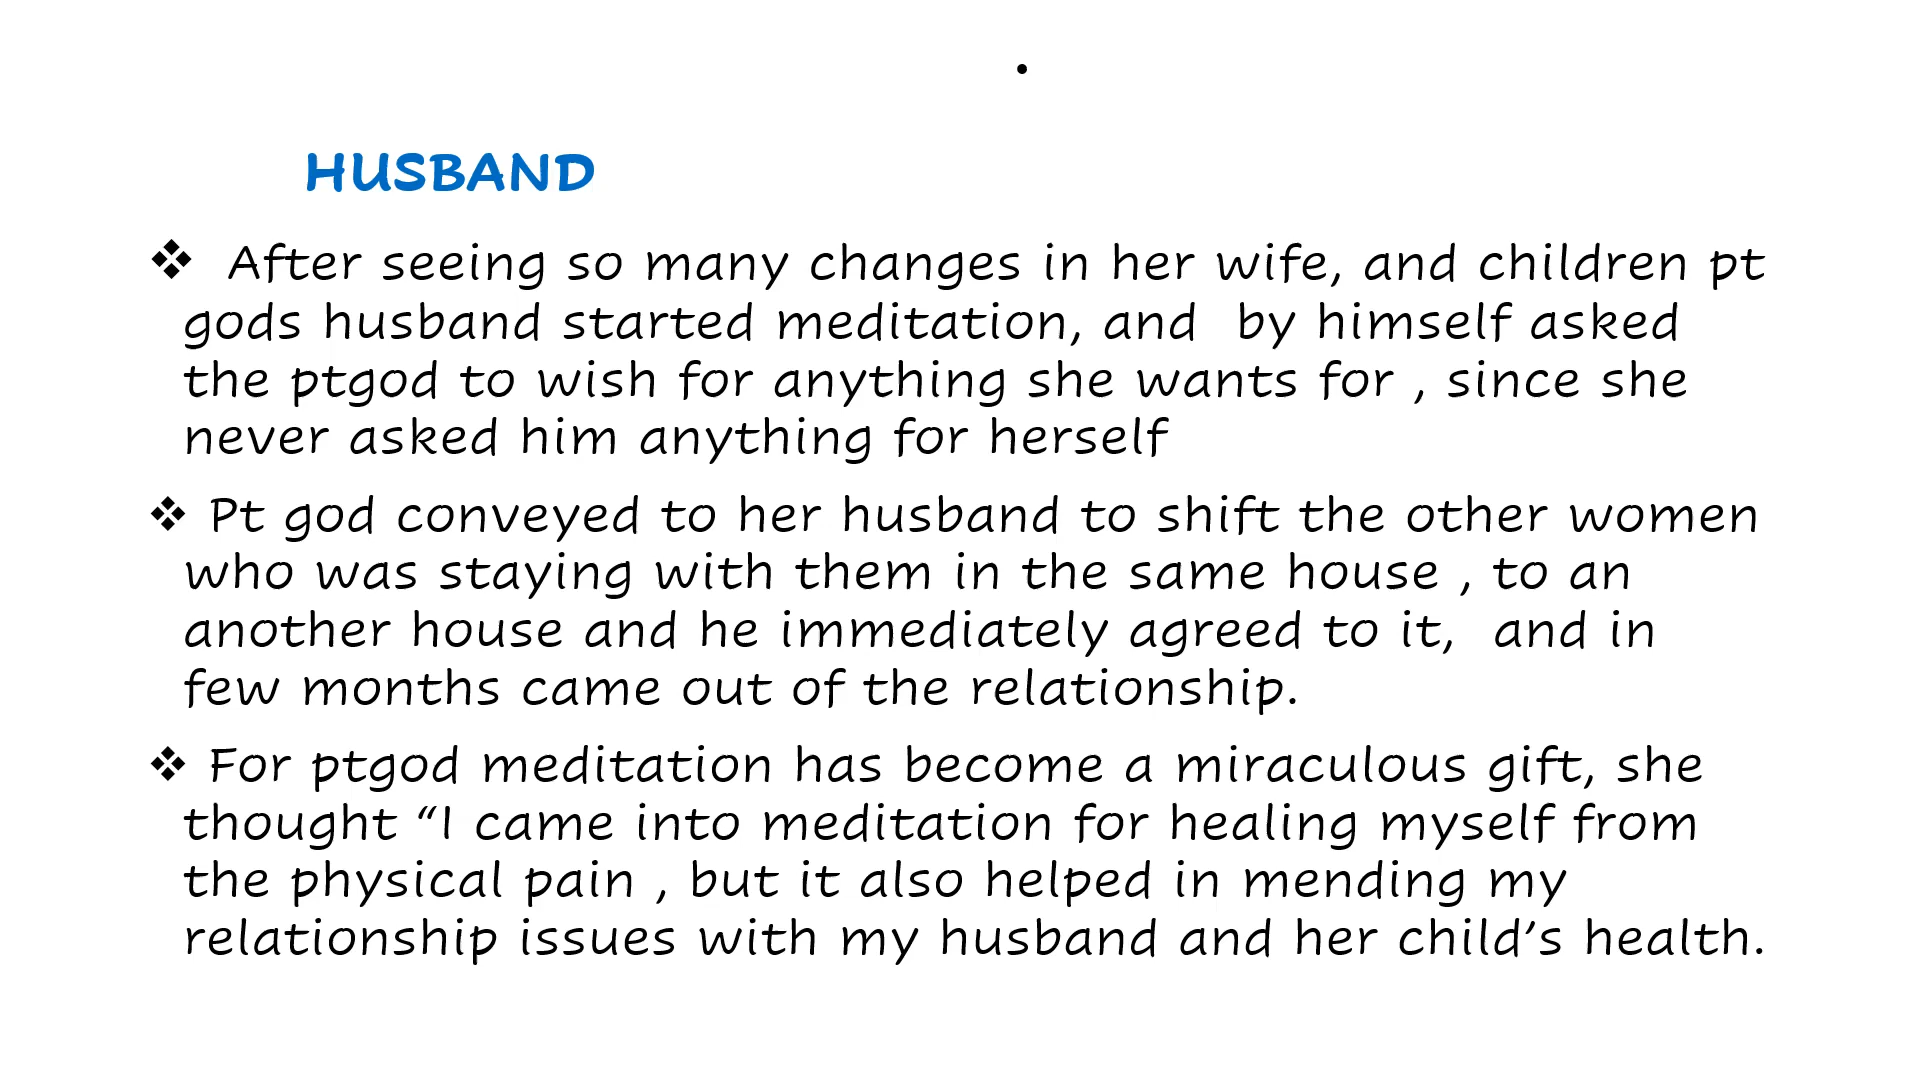 HUSBAND
❖ After seeing so many changes in her wife, and children pt
gods husband started meditation, and by himself asked
the ptgod to wish for anything she wants for , since she
never asked him anything for herself
❖ Pt god conveyed to her husband to shift the other women
who was staying with them in the same house , to an
another house and he immediately agreed to it, and in
few months came out of the relationship.
❖ For ptgod meditation has become a miraculous gift, she
thought “I came into meditation for healing myself from
the physical pain , but it also helped in mending my
relationship issues with my husband and her child’s health.